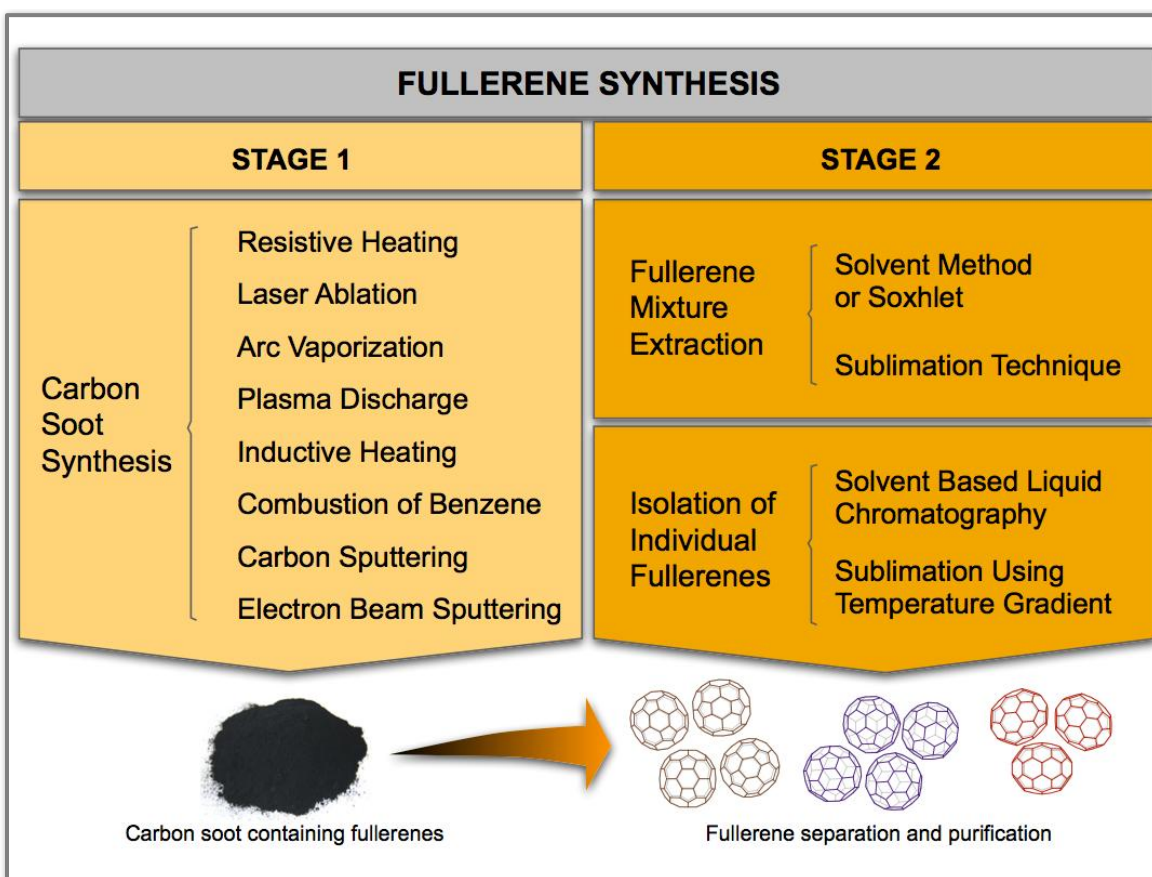 FULLERENE SYNTHESIS
STAGE 1
Carbon
Soot
Synthesis
Resistive Heating
Laser Ablation
Arc Vaporization
Plasma Discharge
Inductive Heating
Combustion of Benzene
Carbon Sputtering
Electron Beam Sputtering
Carbon soot containing fullerenes
STAGE 2
Fullerene
Mixture
Extraction
Solvent Method
or Soxhlet
Sublimation Technique
Isolation of
Individual
Fullerenes
Solvent Based Liquid
Chromatography
Sublimation Using
Temperature Gradient
Fullerene separation and purification